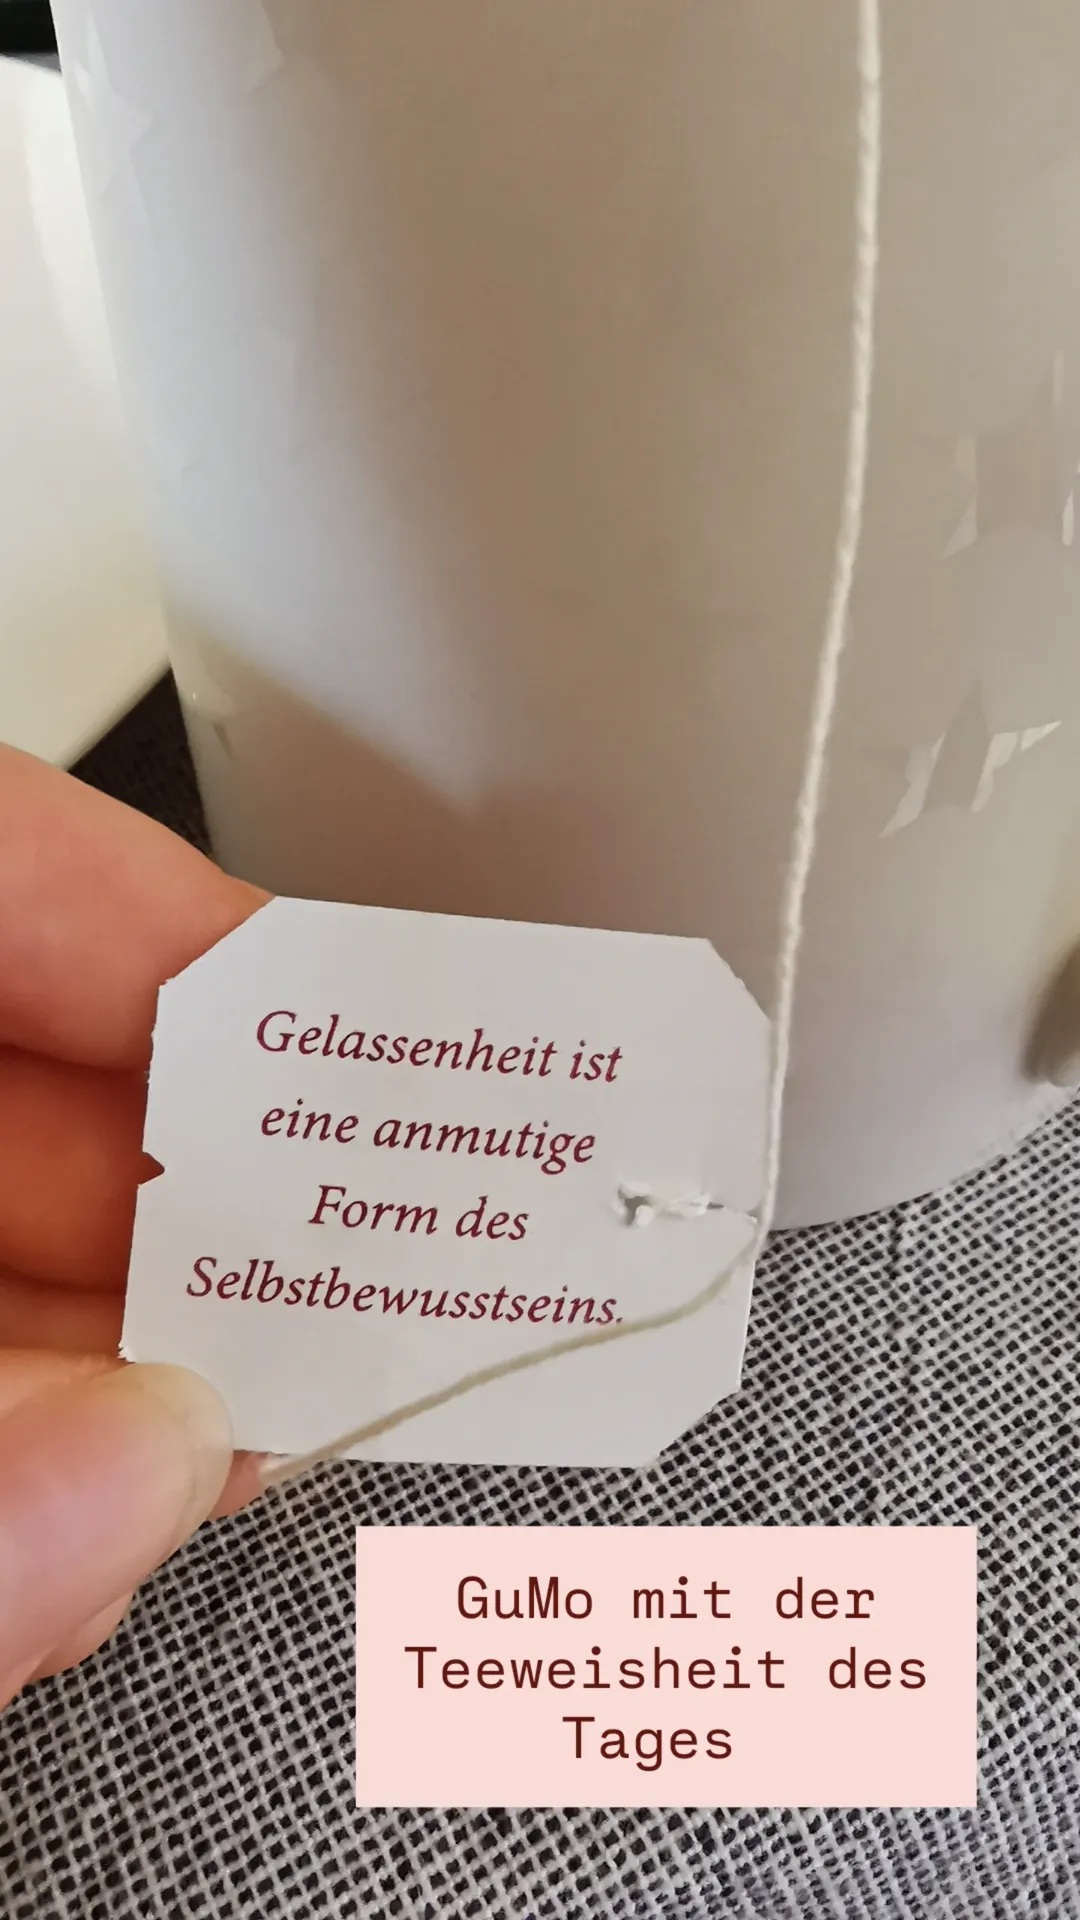 Gelassenheit ist
eine anmutige
Form des
Selbstbewusstseins.
GuMo mit der
Teeweisheit des
Tages